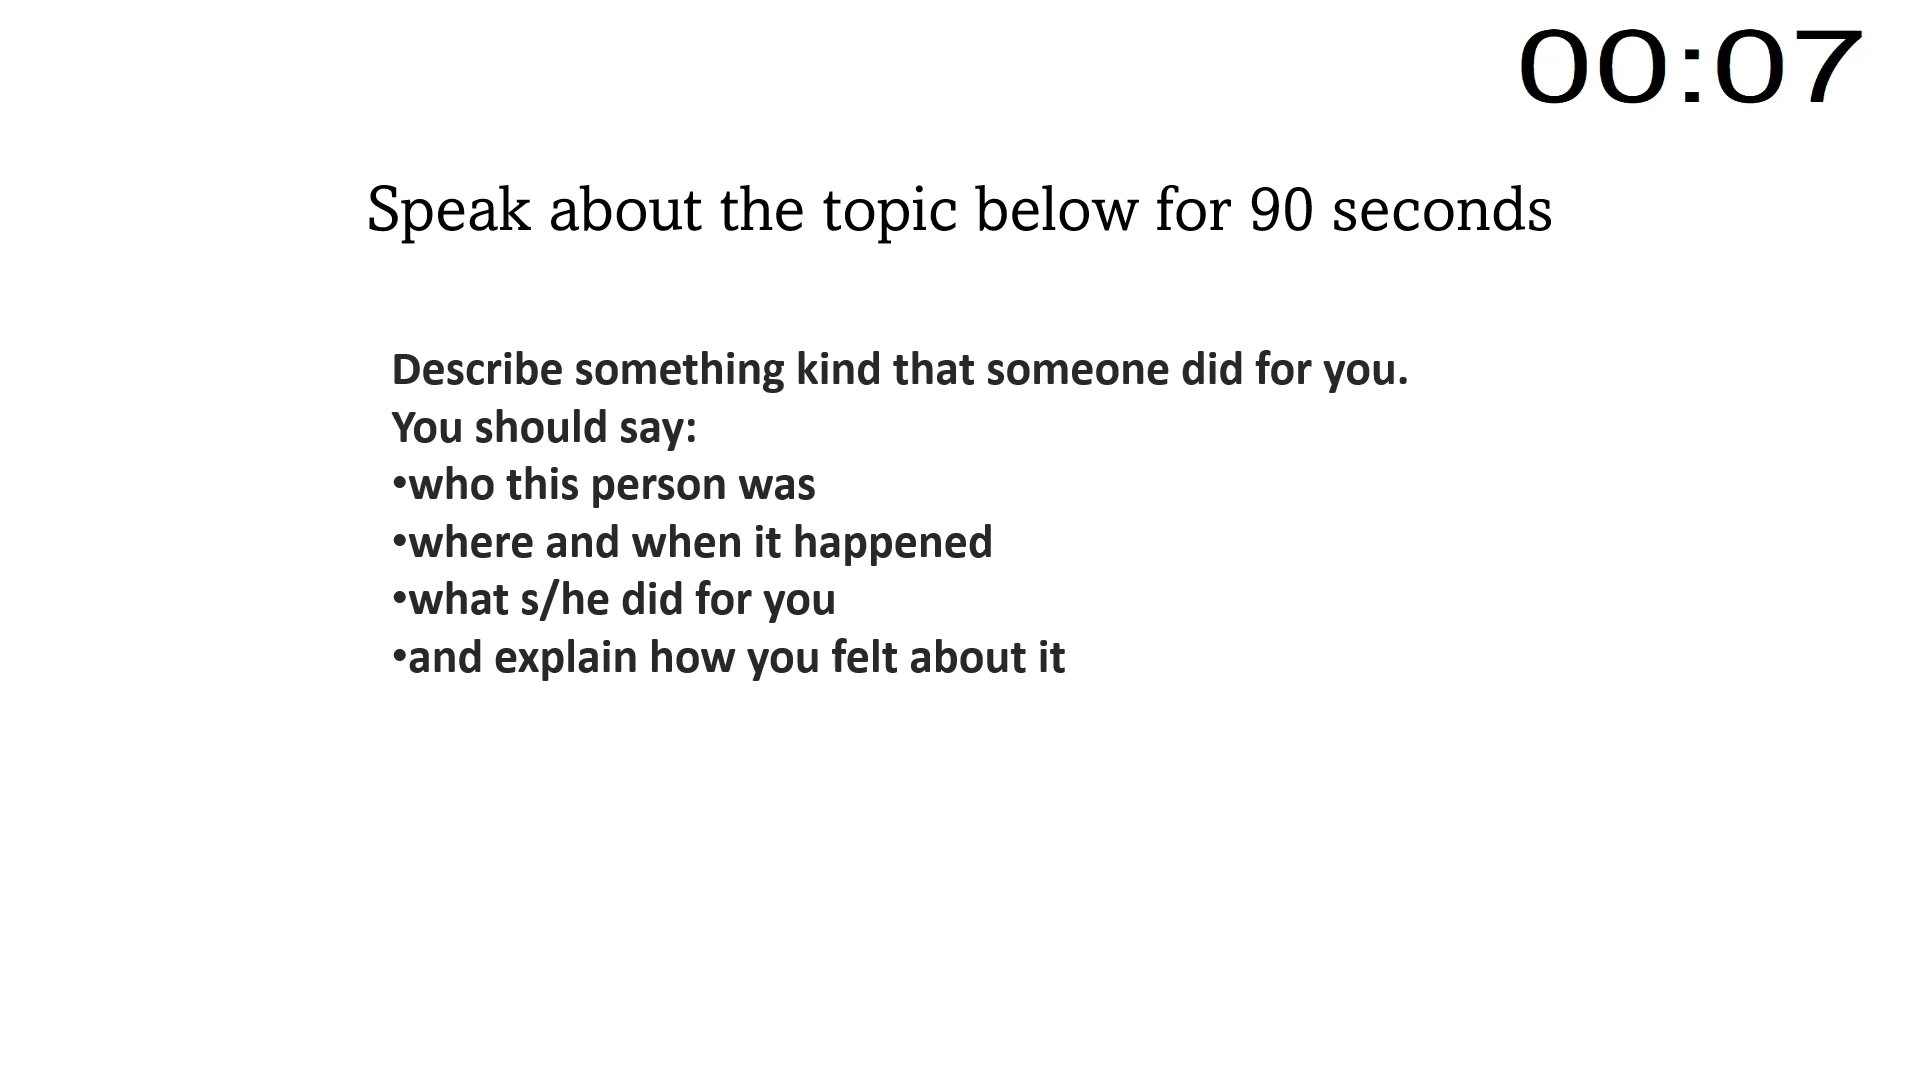 00:07
Speak about the topic below for 90 seconds
Describe something kind that someone did for you.
You should say:
•who this person was
•where and when it happened
•what s/he did for you
•and explain how you felt about it